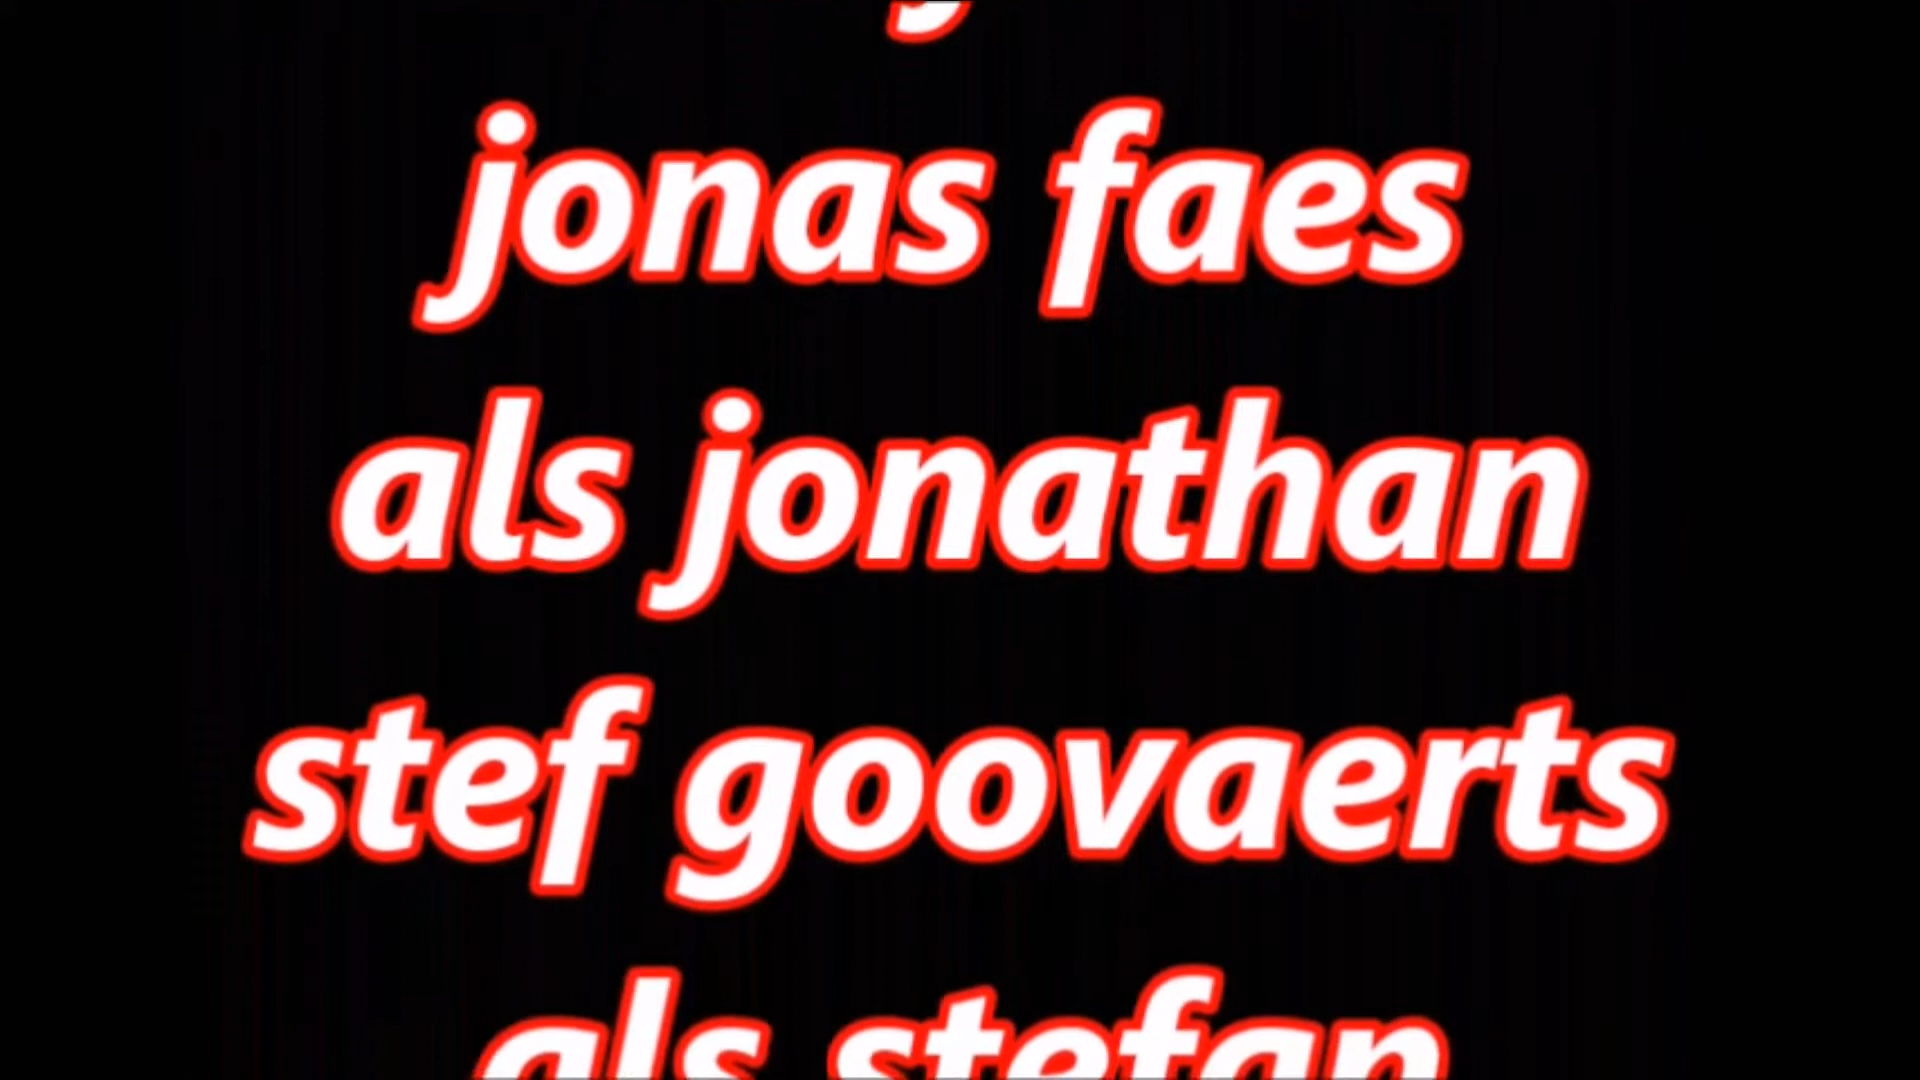 jonas faes
als jonathan
stef goovaerts
als stefan